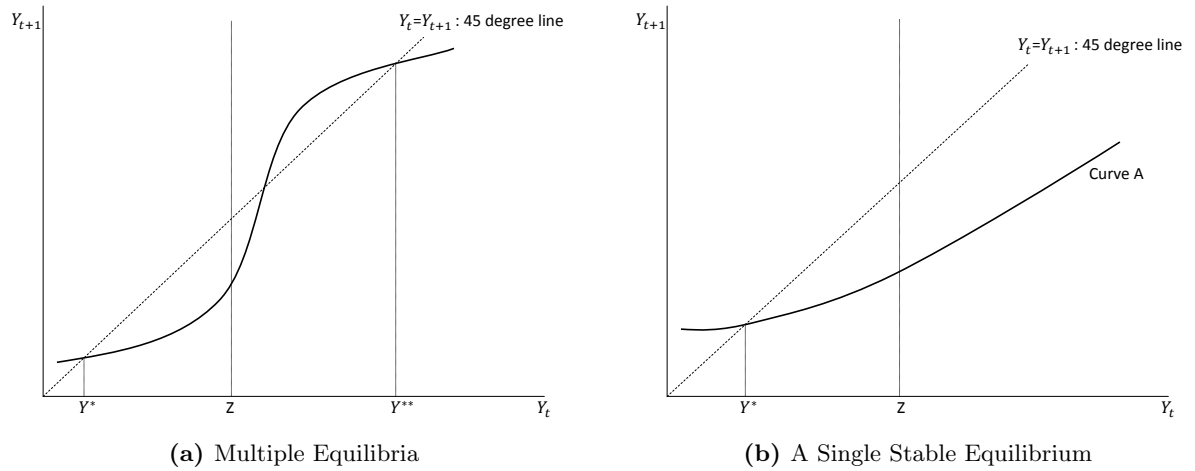 Y_{t+1}
Y_t=Y_{t+1} : 45 degree line
Y*
Z
Y**
Y_t
(a) Multiple Equilibria
Y_{t+1}
Y_t=Y_{t+1} : 45 degree line
Curve A
Y*
Z
Y_t
(b) A Single Stable Equilibrium